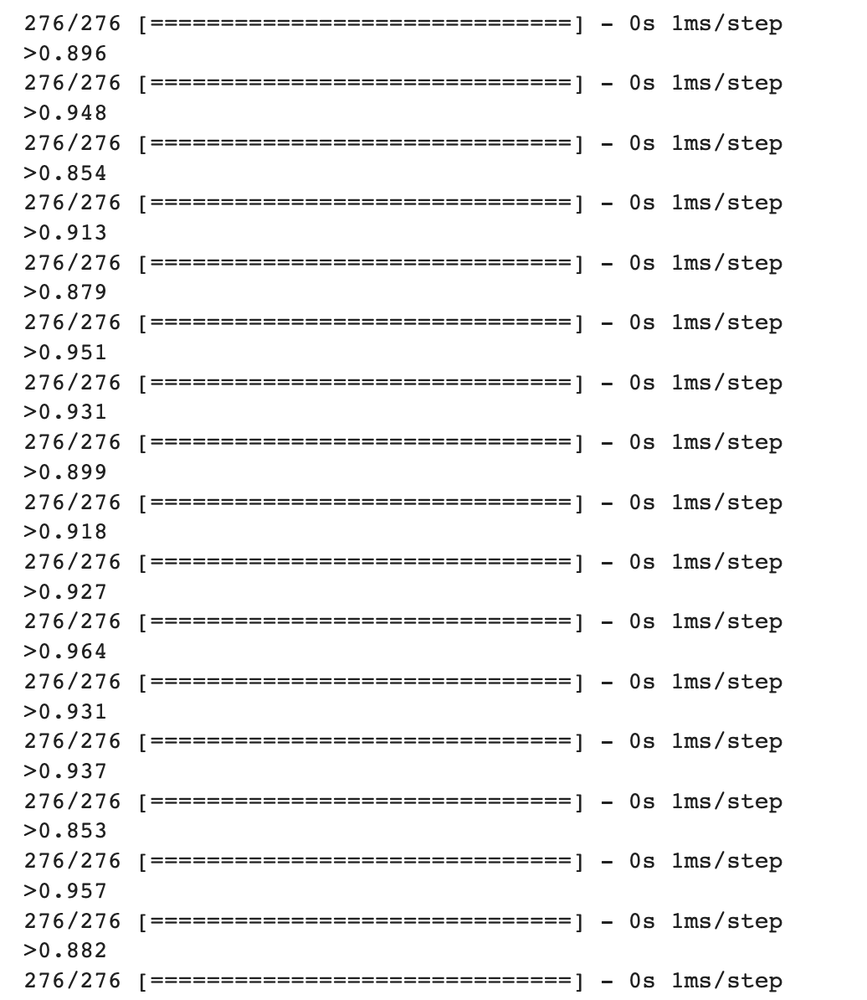 276/276 [==============================] - 0s 1ms/step
>0.896
276/276 [==============================] - 0s 1ms/step
>0.948
276/276 [==============================] - 0s 1ms/step
>0.854
276/276 [==============================] - 0s 1ms/step
>0.913
276/276 [==============================] - 0s 1ms/step
>0.879
276/276 [==============================] - 0s 1ms/step
>0.951
276/276 [==============================] - 0s 1ms/step
>0.931
276/276 [==============================] - 0s 1ms/step
>0.899
276/276 [==============================] - 0s 1ms/step
>0.918
276/276 [==============================] - 0s 1ms/step
>0.927
276/276 [==============================] - 0s 1ms/step
>0.964
276/276 [==============================] - 0s 1ms/step
>0.931
276/276 [==============================] - 0s 1ms/step
>0.937
276/276 [==============================] - 0s 1ms/step
>0.853
276/276 [==============================] - 0s 1ms/step
>0.957
276/276 [==============================] - 0s 1ms/step
>0.882
276/276 [==============================] - 0s 1ms/step